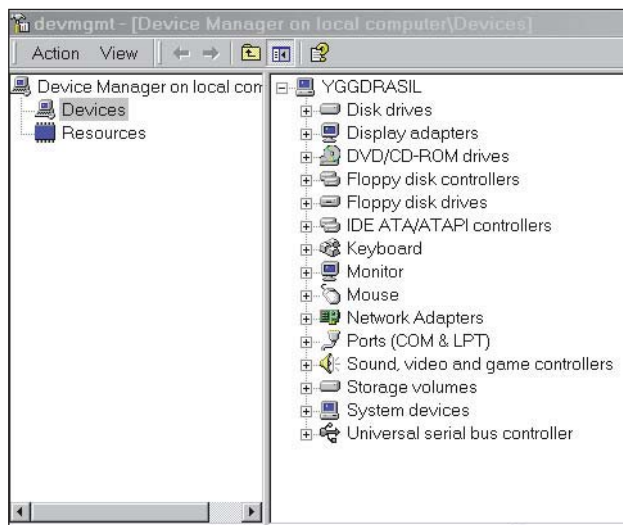 devmgmt - [Device Manager on local computer\Devices]
Action View
Device Manager on local com
Devices
Resources
YGGDRASIL
Disk drives
Display adapters
DVD/CD-ROM drives
Floppy disk controllers
Floppy disk drives
IDE ATA/ATAPI controllers
Keyboard
Monitor
Mouse
Network Adapters
Ports (COM & LPT)
Sound, video and game controllers
Storage volumes
System devices
Universal serial bus controller